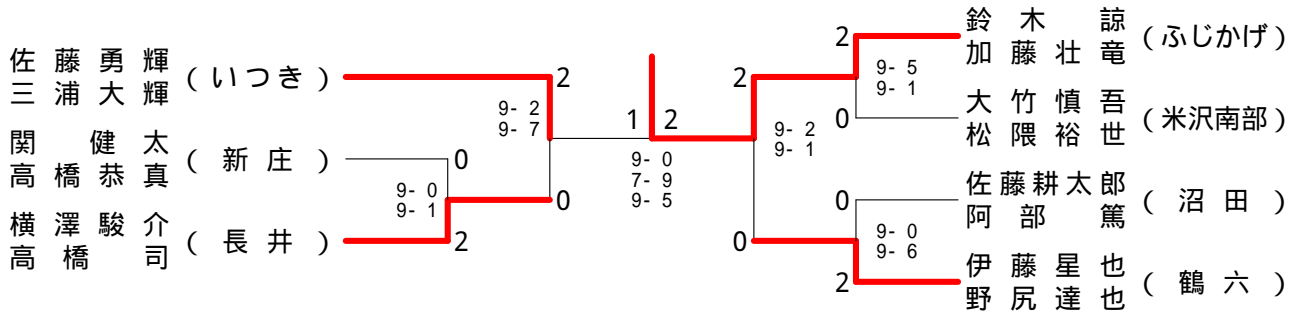 佐藤勇輝
三浦大輝
(いつき)
関健太
高橋恭真
(新庄)
横澤駿介
高橋司
(長井)
9- 0
9- 1
0
2
9- 2
9- 7
2
0
1 2
9- 0
7- 9
9- 5
2
0
9- 2
9- 1
2
0
9- 5
9- 1
0
2
9- 0
9- 6
鈴木諒
加藤壮竜
(ふじかげ)
大竹慎吾
松隈裕世
(米沢南部)
佐藤耕太郎
阿部篤
(沼田)
伊藤星也
野尻達也
(鶴六)